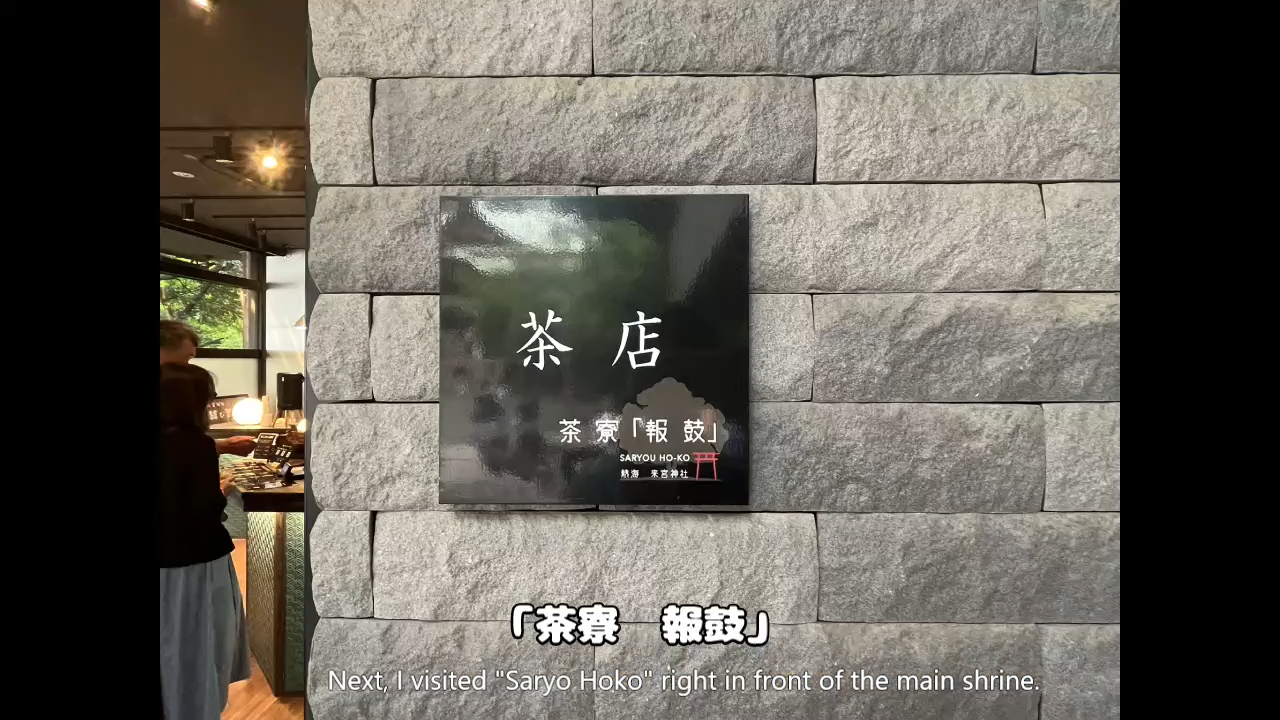 茶店
茶寮「報鼓」
SARYOU HO-KO
熱海 来宮神社
「茶寮 報鼓」
Next, I visited "Saryo Hoko" right in front of the main shrine.